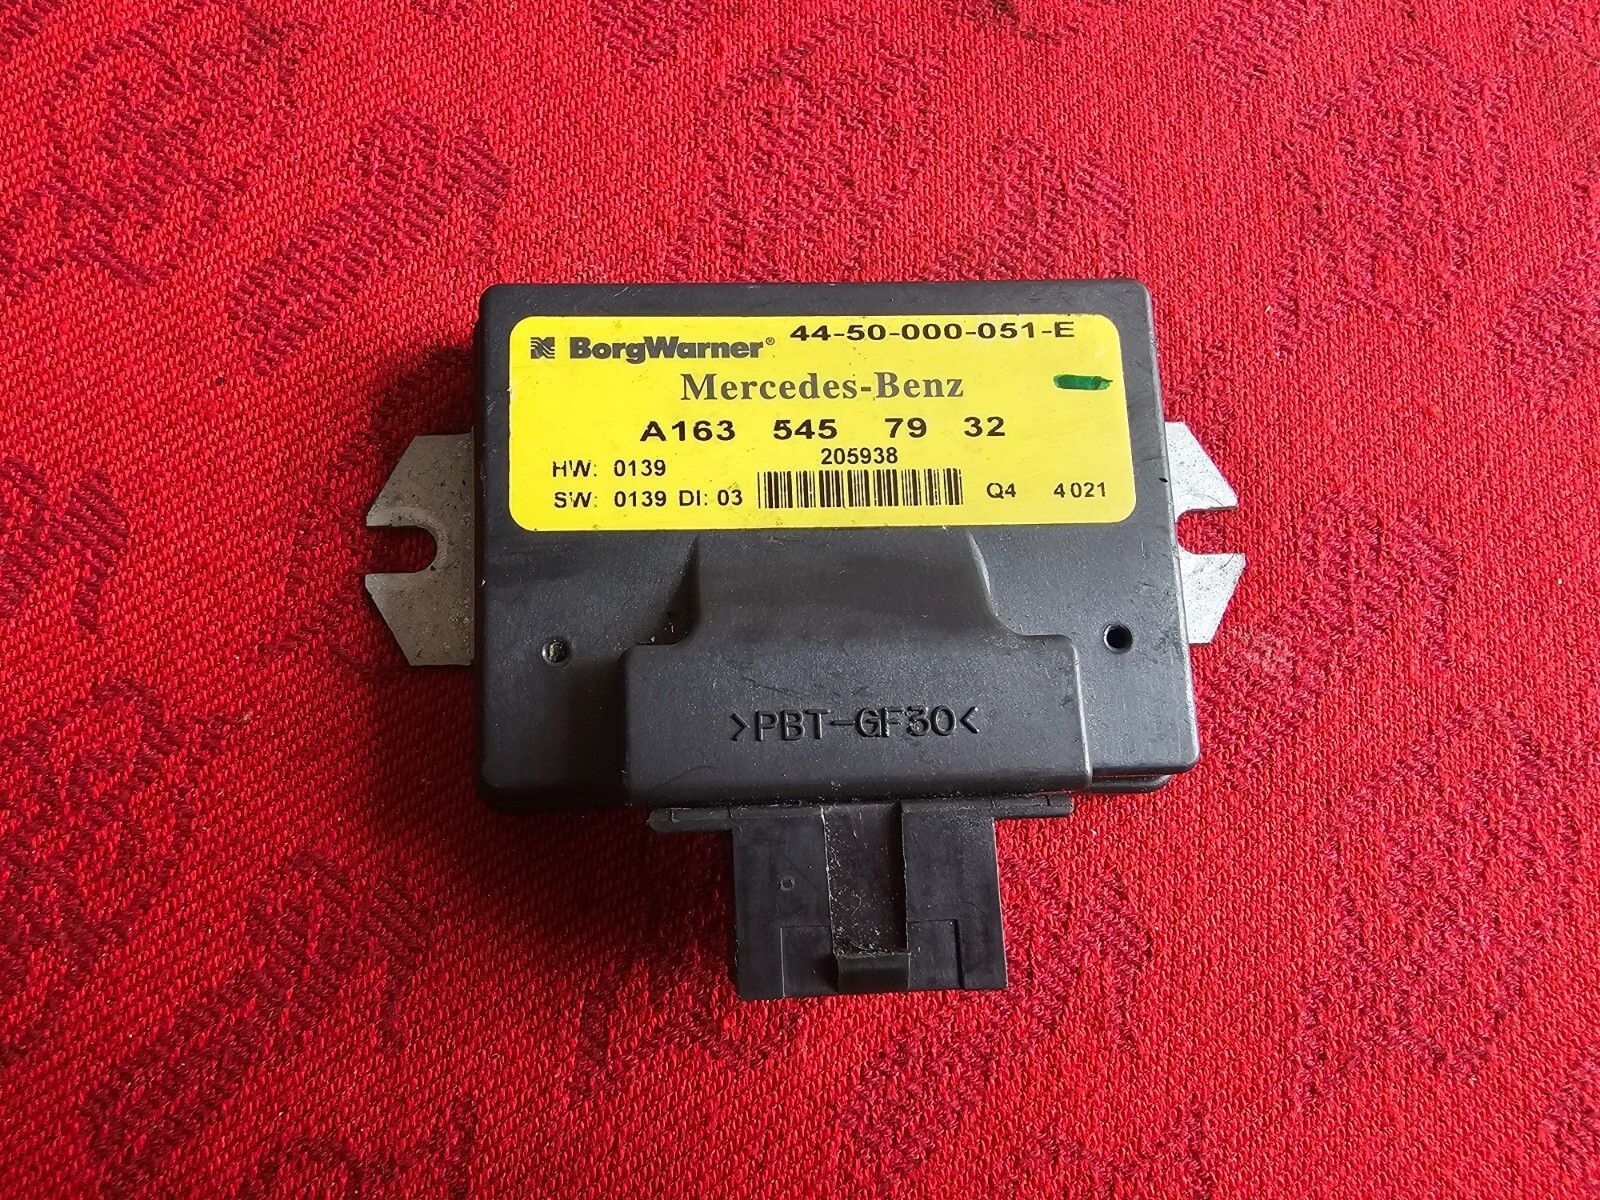 BorgWarner® 44-50-000-051-E
Mercedes-Benz
A163 545 79 32
HW: 0139 205938
SW: 0139 DI: 03 Q4 4021
>PBT-GF30<